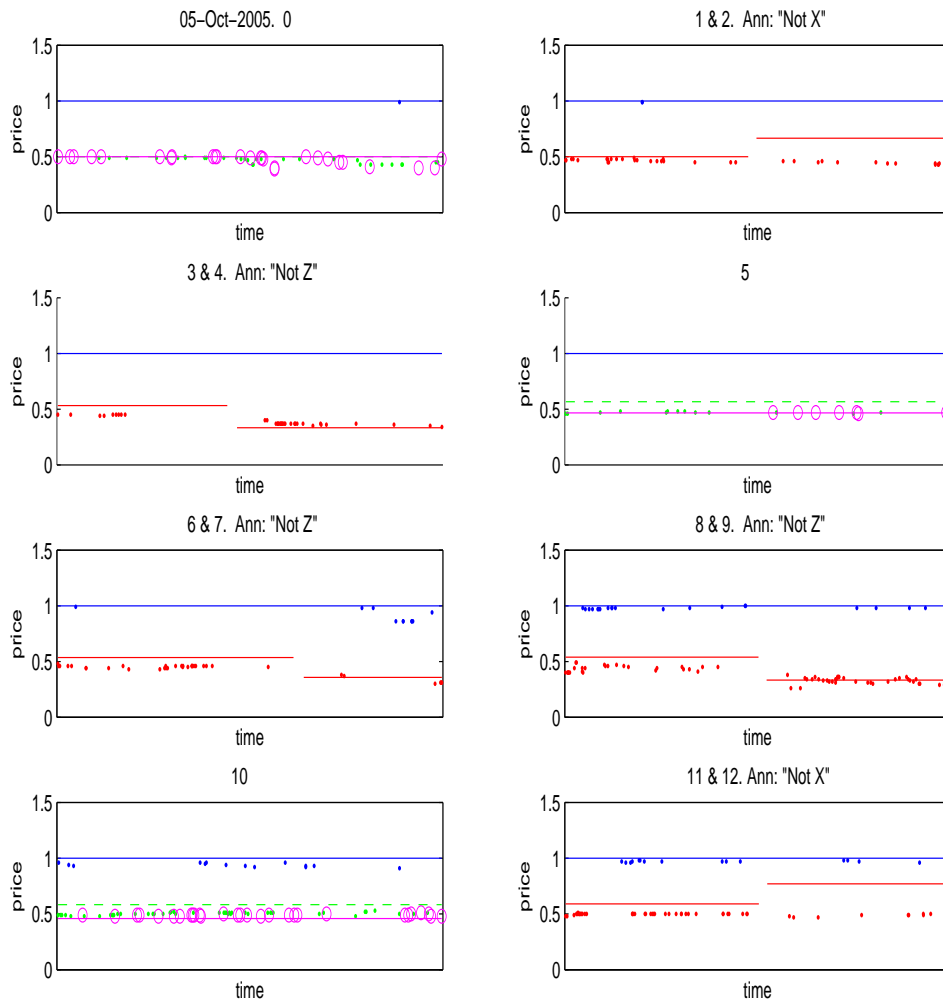 05–Oct–2005.  0
1.5
1
0.5
0
price
time
1 & 2.  Ann: "Not X"
1.5
1
0.5
0
price
time
3 & 4.  Ann: "Not Z"
1.5
1
0.5
0
price
time
5
1.5
1
0.5
0
price
time
6 & 7.  Ann: "Not Z"
1.5
1
0.5
0
price
time
8 & 9.  Ann: "Not Z"
1.5
1
0.5
0
price
time
10
1.5
1
0.5
0
price
time
11 & 12.  Ann: "Not X"
1.5
1
0.5
0
price
time